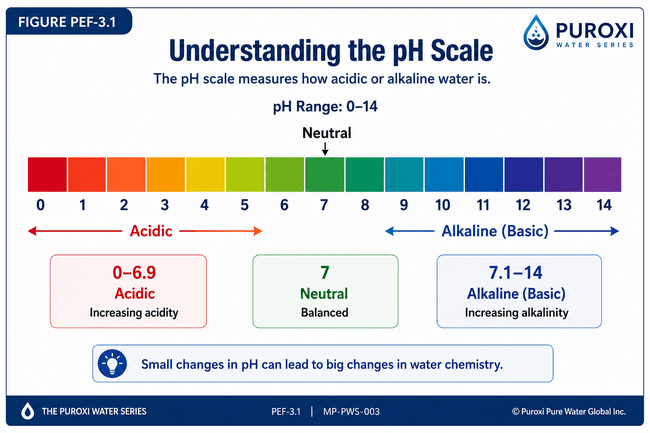 FIGURE PEF-3.1
PUROXI
WATER SERIES
Understanding the pH Scale
The pH scale measures how acidic or alkaline water is.
pH Range: 0–14
Neutral
0 1 2 3 4 5 6 7 8 9 10 11 12 13 14
Acidic
Alkaline (Basic)
0–6.9
Acidic
Increasing acidity
7
Neutral
Balanced
7.1–14
Alkaline (Basic)
Increasing alkalinity
Small changes in pH can lead to big changes in water chemistry.
THE PUROXI WATER SERIES
PEF-3.1 | MP-PWS-003
© Puroxi Pure Water Global Inc.